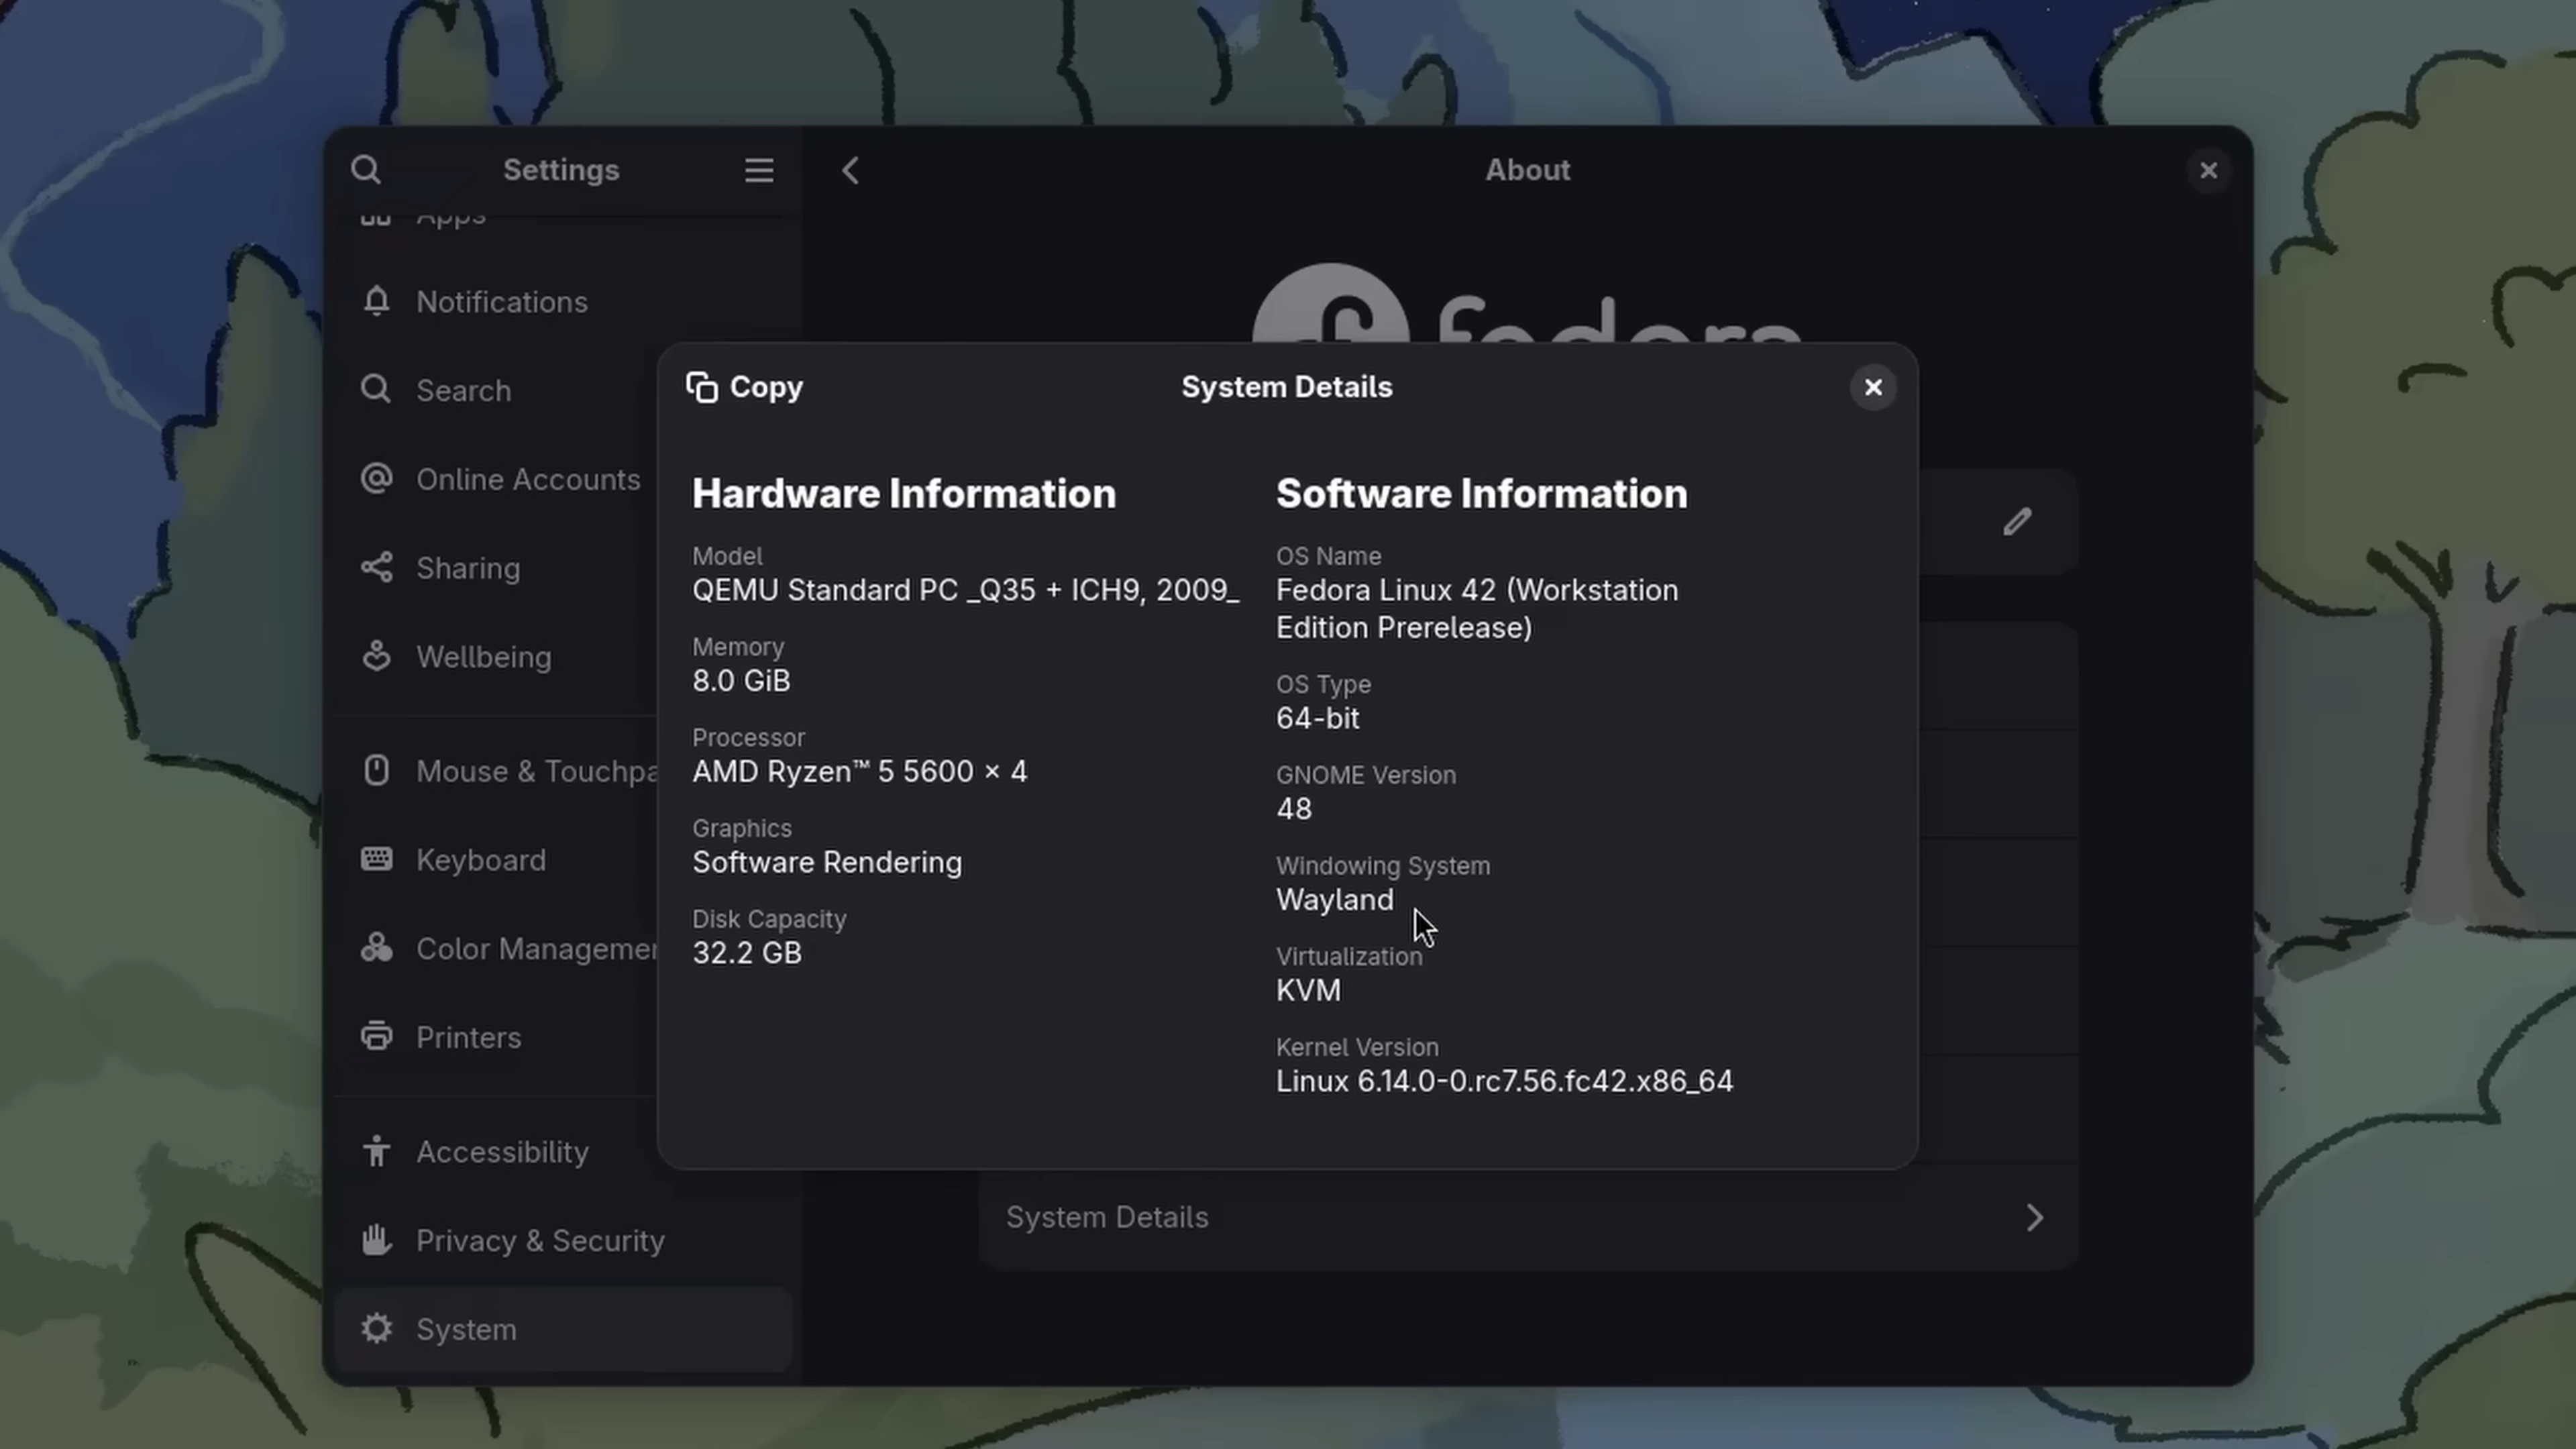 Settings
About
Apps
Notifications
Search
Online Accounts
Sharing
Wellbeing
Mouse & Touchpa
Keyboard
Color Managemen
Printers
Accessibility
Privacy & Security
System
fedora
Copy
System Details
Hardware Information
Model
QEMU Standard PC _Q35 + ICH9, 2009_
Memory
8.0 GiB
Processor
AMD Ryzen™ 5 5600 × 4
Graphics
Software Rendering
Disk Capacity
32.2 GB
Software Information
OS Name
Fedora Linux 42 (Workstation
Edition Prerelease)
OS Type
64-bit
GNOME Version
48
Windowing System
Wayland
Virtualization
KVM
Kernel Version
Linux 6.14.0-0.rc7.56.fc42.x86_64
System Details